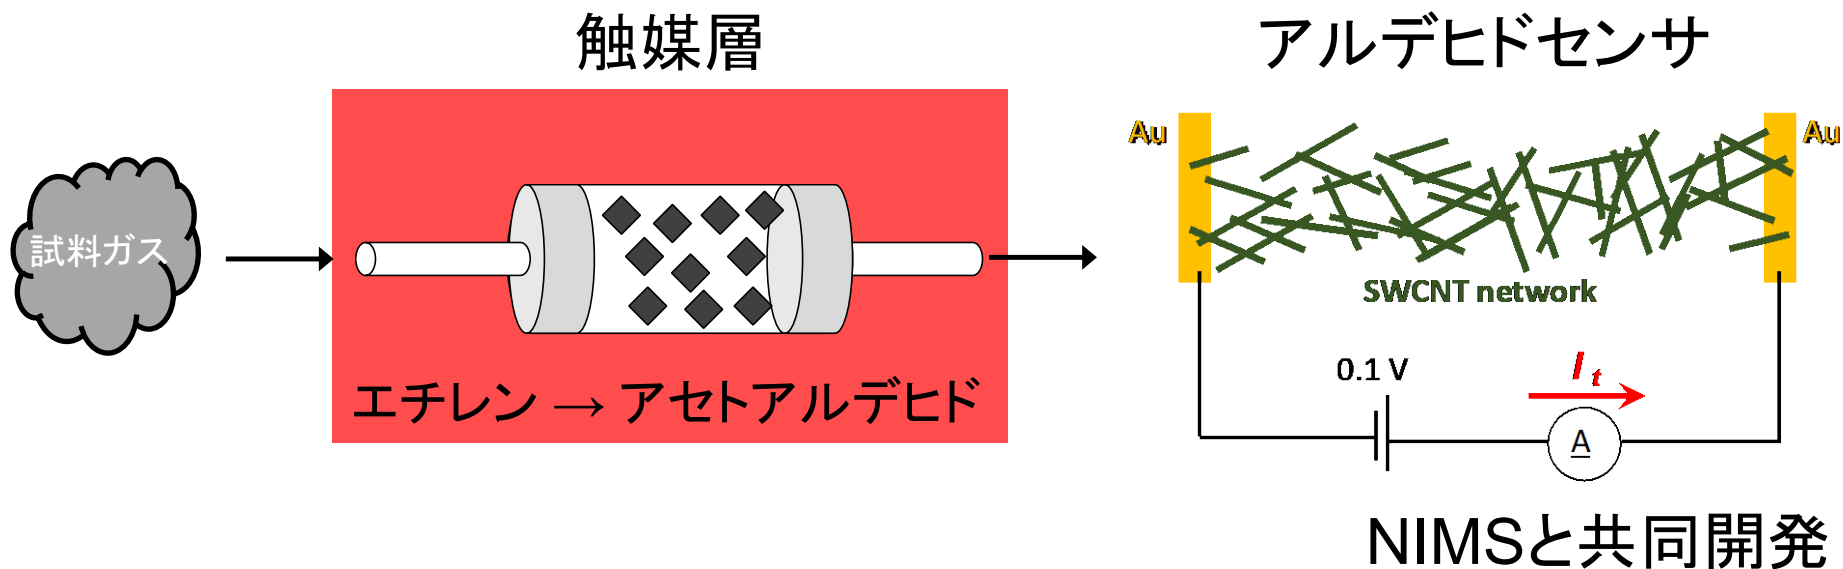 触媒層
アルデヒドセンサ
Au
Au
試料ガス
SWCNT network
0.1 V
I t
エチレン → アセトアルデヒド
A
NIMSと共同開発